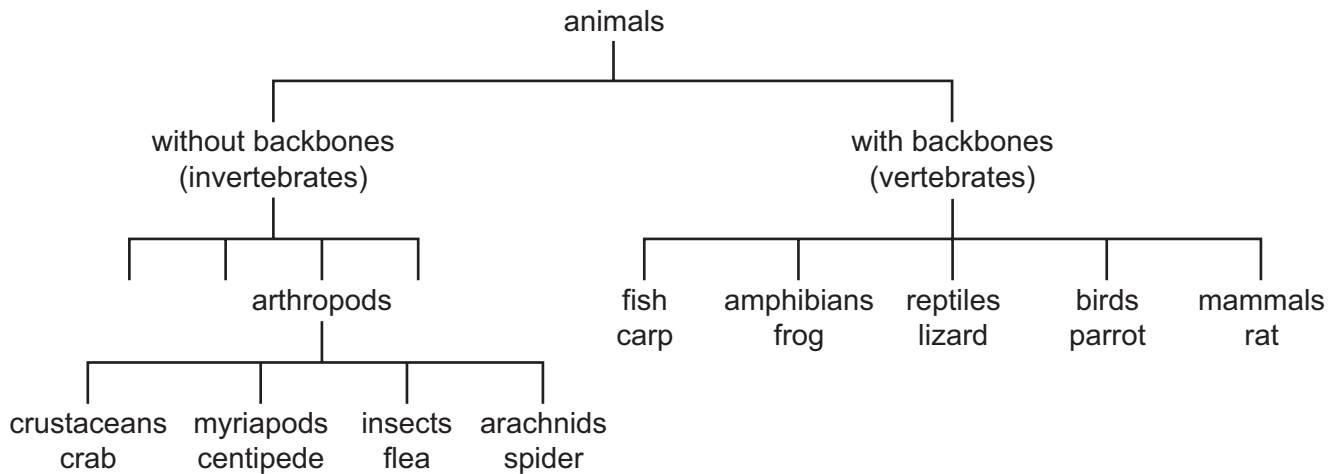 animals
without backbones
(invertebrates)
with backbones
(vertebrates)
arthropods
fish
carp
amphibians
frog
reptiles
lizard
birds
parrot
mammals
rat
crustaceans
crab
myriapods
centipede
insects
flea
arachnids
spider